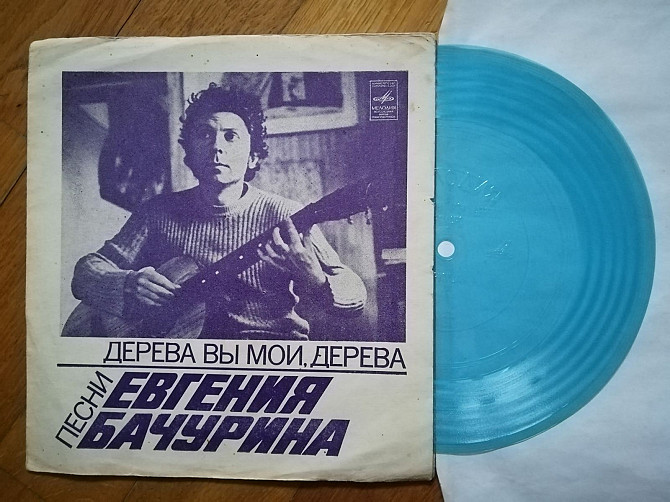 МЕЛОДИЯ
ДЕРЕВА ВЫ МОИ, ДЕРЕВА
ПЕСНИ
ЕВГЕНИЯ
БАЧУРИНА